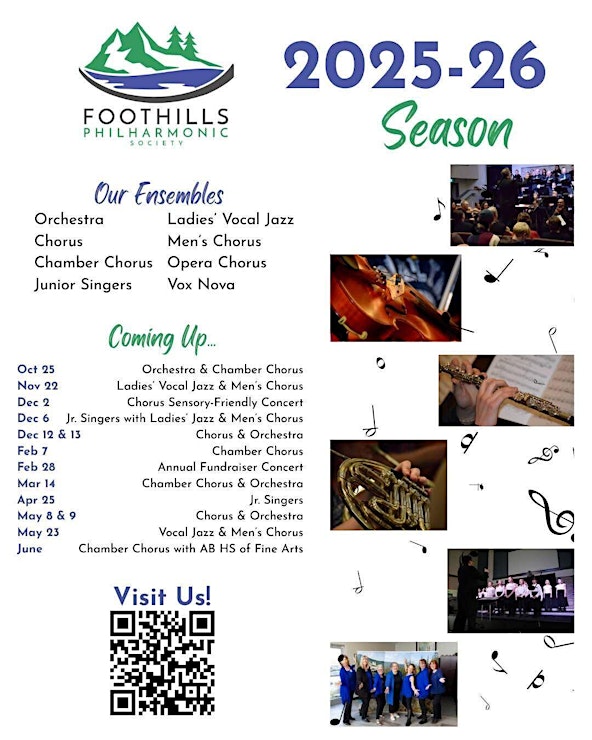 FOOTHILLS
PHILHARMONIC
SOCIETY
2025-26
Season
Our Ensembles
Orchestra Ladies' Vocal Jazz
Chorus Men's Chorus
Chamber Chorus Opera Chorus
Junior Singers Vox Nova
Coming Up...
Oct 25 Orchestra & Chamber Chorus
Nov 22 Ladies' Vocal Jazz & Men's Chorus
Dec 2 Chorus Sensory-Friendly Concert
Dec 6 Jr. Singers with Ladies' Jazz & Men's Chorus
Dec 12 & 13 Chorus & Orchestra
Feb 7 Chamber Chorus
Feb 28 Annual Fundraiser Concert
Mar 14 Chamber Chorus & Orchestra
Apr 25 Jr. Singers
May 8 & 9 Chorus & Orchestra
May 23 Vocal Jazz & Men's Chorus
June Chamber Chorus with AB HS of Fine Arts
Visit Us!